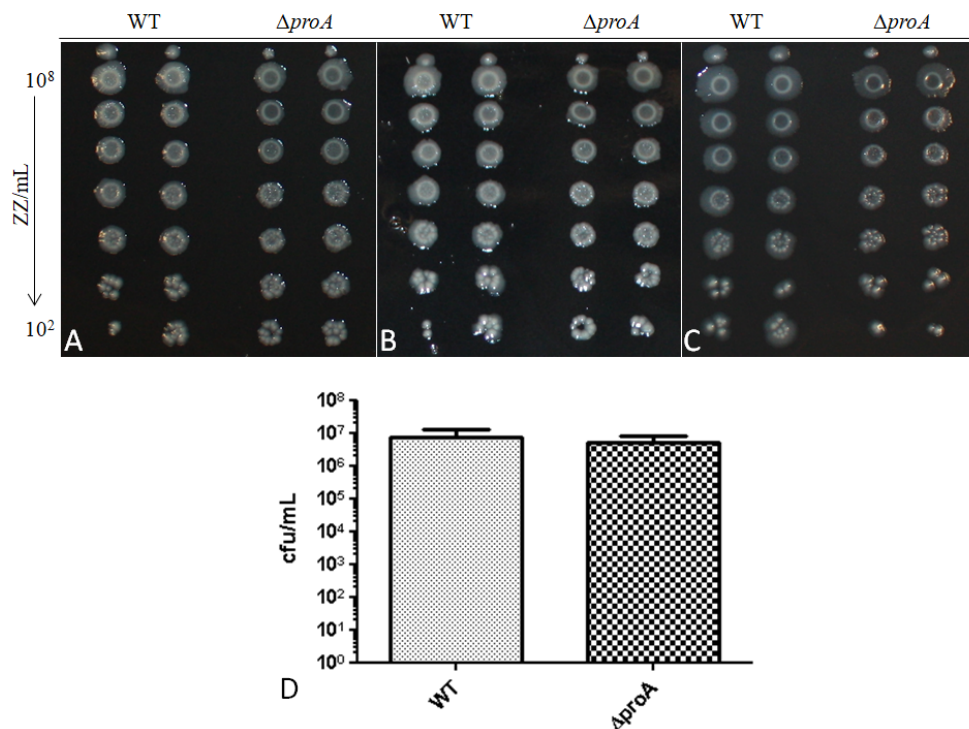 WT ΔproA WT ΔproA WT ΔproA
10⁸
ZZ/mL
10²
A B C
10⁸
10⁷
10⁶
10⁵
10⁴
10³
10²
10¹
10⁰
cfu/mL
WT
ΔproA
D